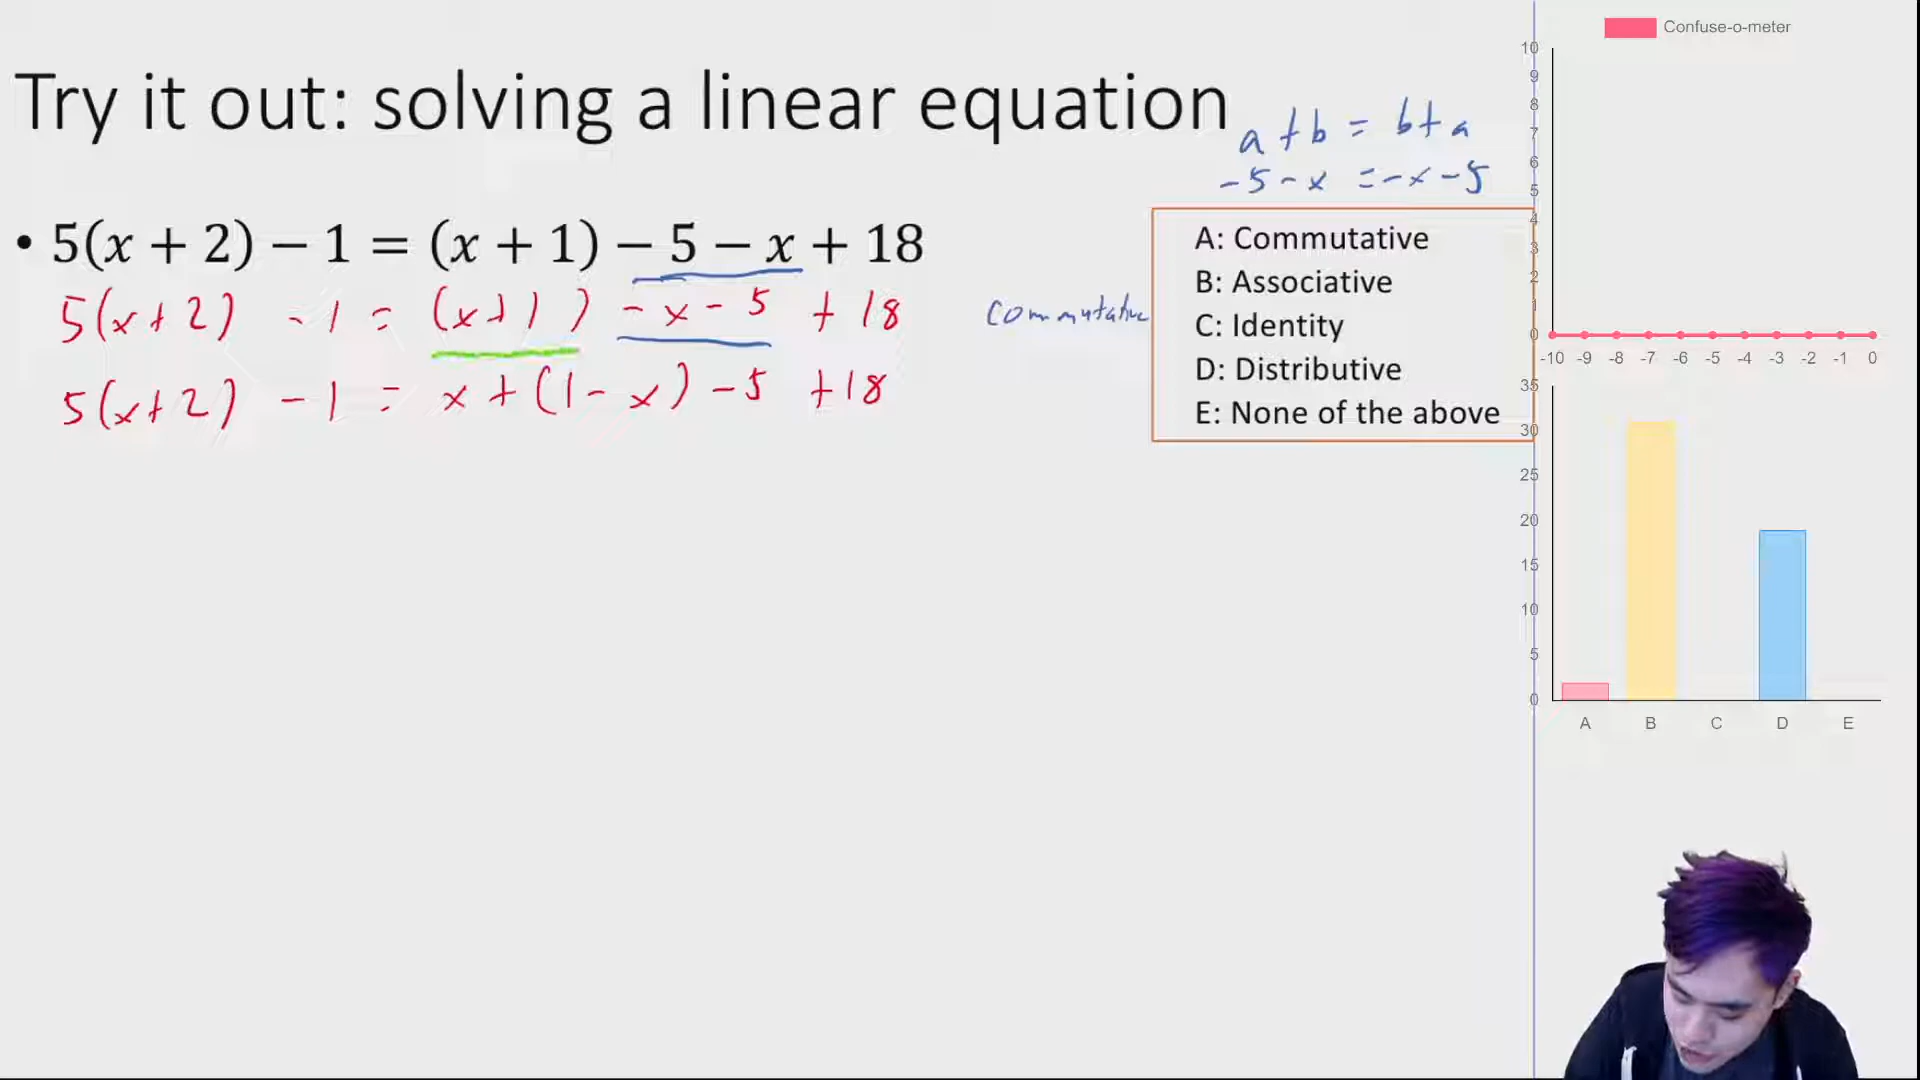 Try it out: solving a linear equation
a + b = b + a
-5 - x = -x - 5
• 5(x + 2) − 1 = (x + 1) − 5 − x + 18
5(x + 2) - 1 = (x + 1) - x - 5 + 18
commutative
5(x + 2) - 1 = x + (1 - x) - 5 + 18
A: Commutative
B: Associative
C: Identity
D: Distributive
E: None of the above
Confuse-o-meter
10
9
8
7
6
5
4
3
2
1
0
-10 -9 -8 -7 -6 -5 -4 -3 -2 -1 0
35
30
25
20
15
10
5
0
A B C D E